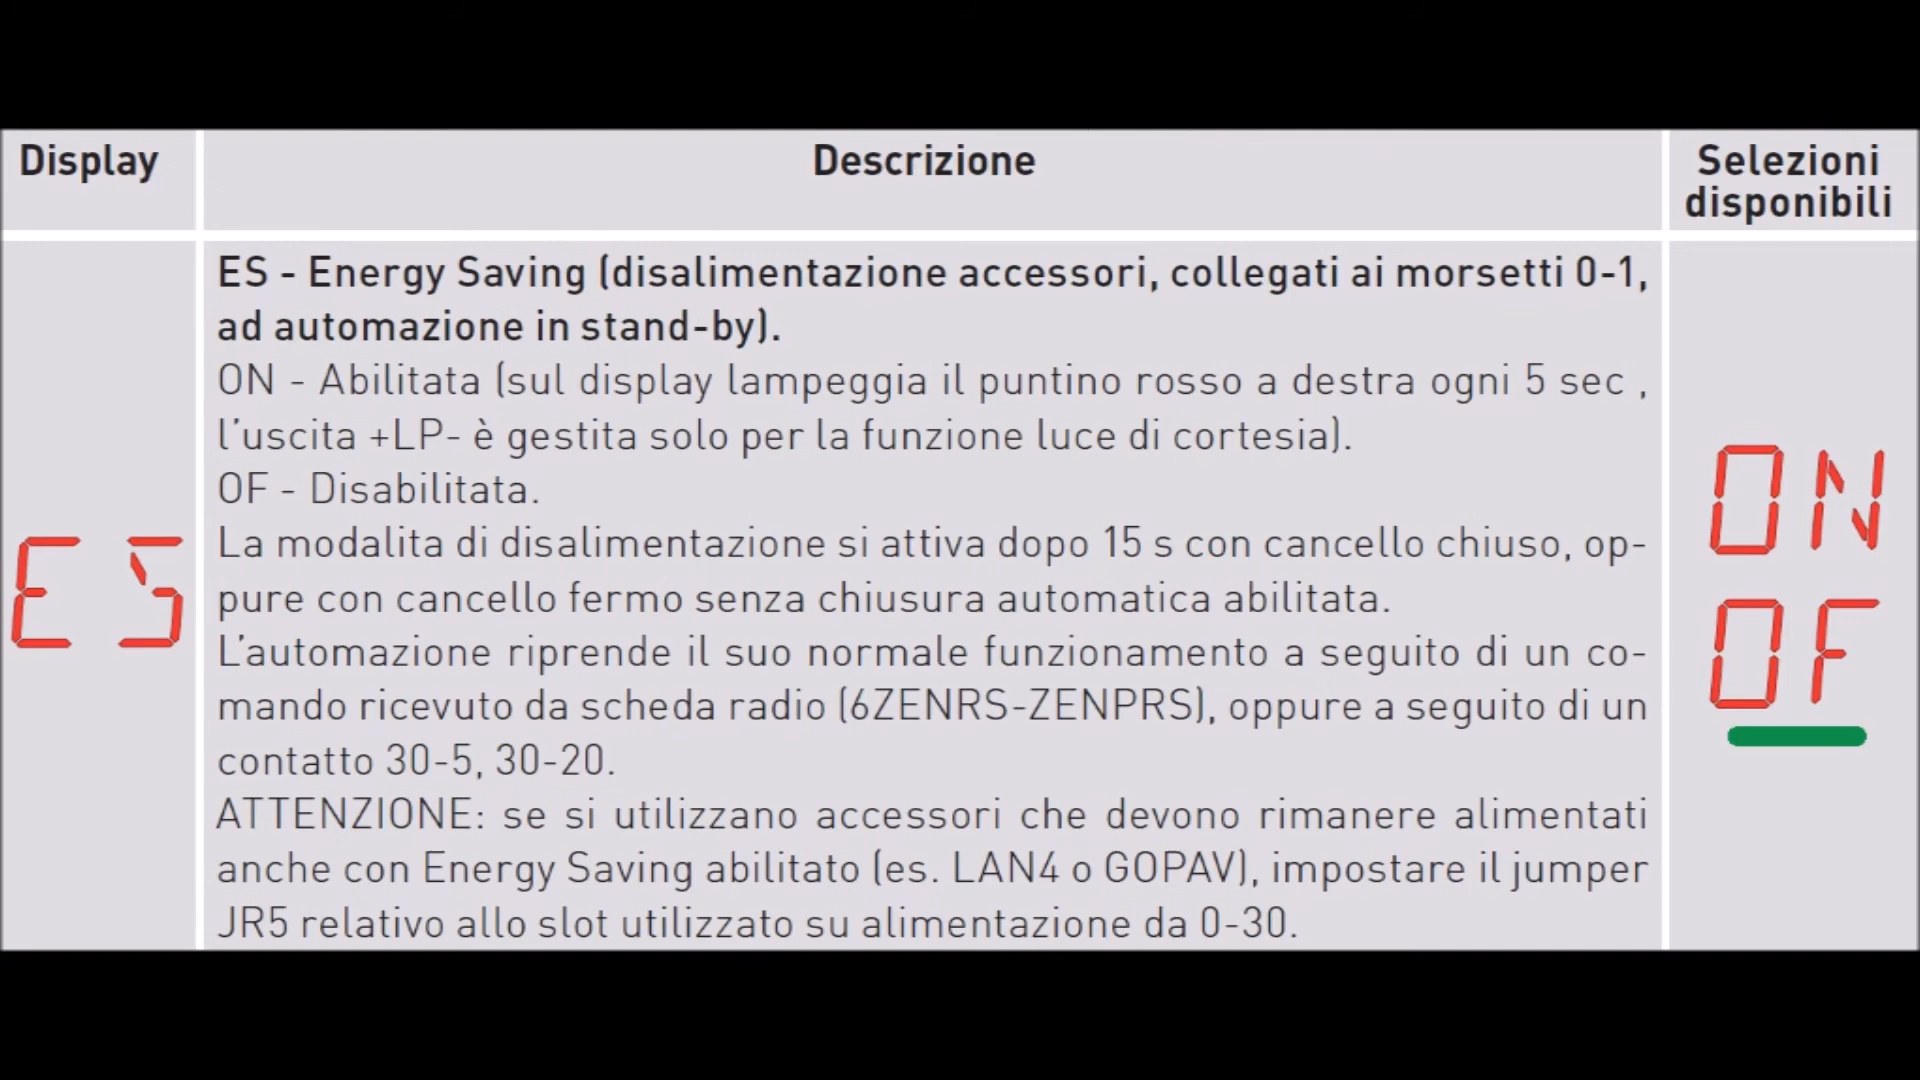 Display
Descrizione
Selezioni
disponibili
ES
ES - Energy Saving (disalimentazione accessori, collegati ai morsetti 0-1,
ad automazione in stand-by).
ON - Abilitata (sul display lampeggia il puntino rosso a destra ogni 5 sec ,
l'uscita +LP- è gestita solo per la funzione luce di cortesia).
OF - Disabilitata.
La modalita di disalimentazione si attiva dopo 15 s con cancello chiuso, op-
pure con cancello fermo senza chiusura automatica abilitata.
L'automazione riprende il suo normale funzionamento a seguito di un co-
mando ricevuto da scheda radio (6ZENRS-ZENPRS), oppure a seguito di un
contatto 30-5, 30-20.
ATTENZIONE: se si utilizzano accessori che devono rimanere alimentati
anche con Energy Saving abilitato (es. LAN4 o GOPAV), impostare il jumper
JR5 relativo allo slot utilizzato su alimentazione da 0-30.
ON
OF